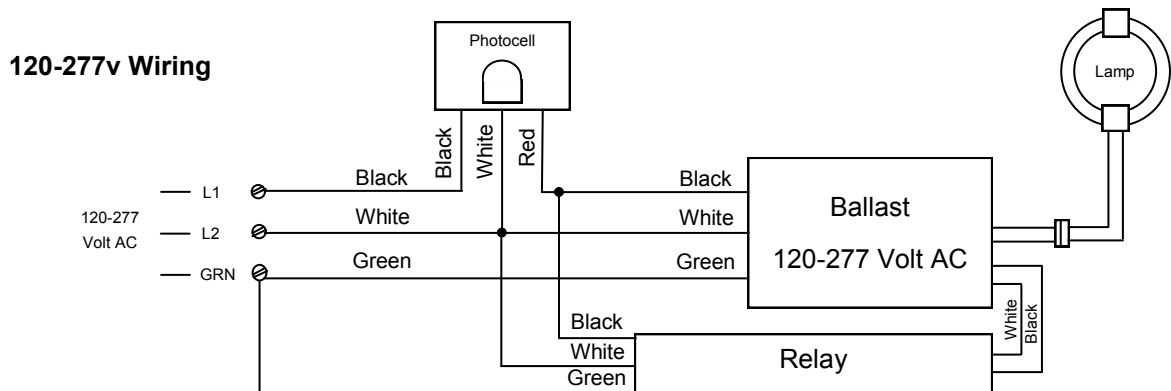 120-277v Wiring
Photocell
Lamp
Black
White
Red
L1
Black
Black
120-277
Volt AC
L2
White
White
GRN
Green
Green
Ballast
120-277 Volt AC
White
Black
Black
White
Green
Relay